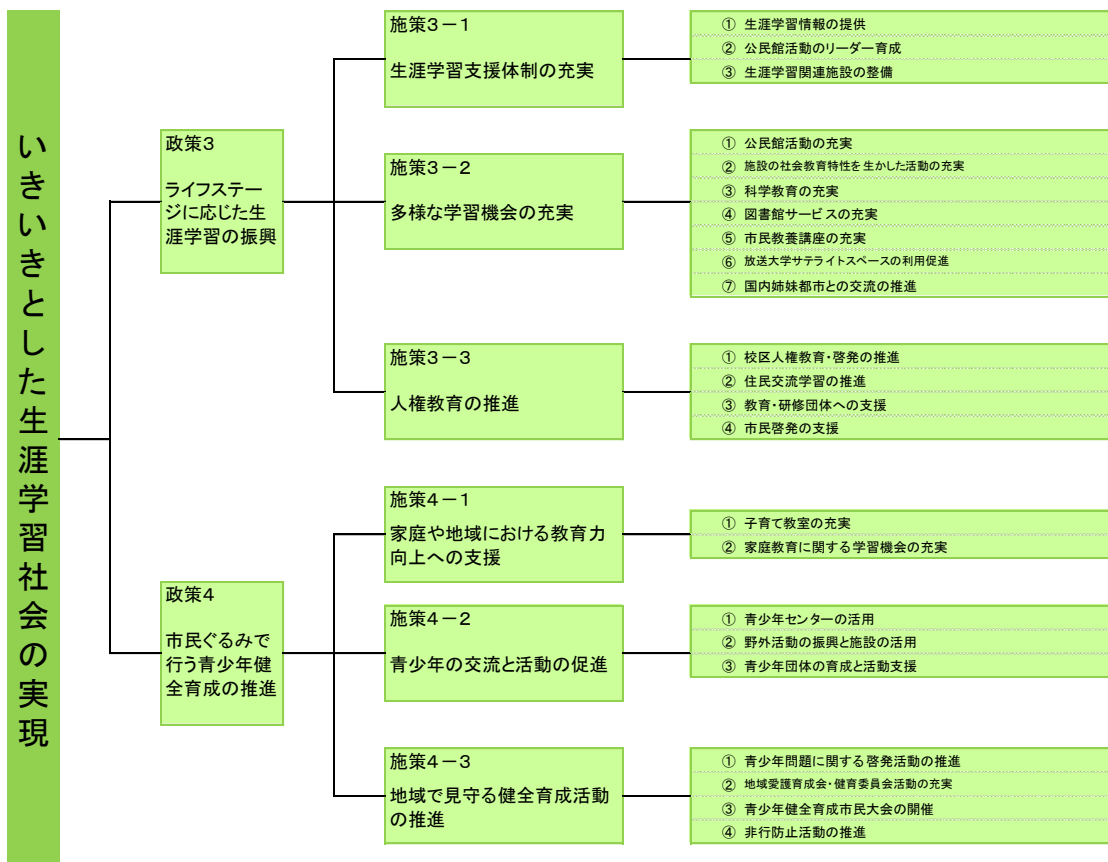 いきいきとした生涯学習社会の実現
政策3
ライフステー
ジに応じた生
涯学習の振興
施策3－1
生涯学習支援体制の充実
① 生涯学習情報の提供
② 公民館活動のリーダー育成
③ 生涯学習関連施設の整備
施策3－2
多様な学習機会の充実
① 公民館活動の充実
② 施設の社会教育特性を生かした活動の充実
③ 科学教育の充実
④ 図書館サービスの充実
⑤ 市民教養講座の充実
⑥ 放送大学サテライトスペースの利用促進
⑦ 国内姉妹都市との交流の推進
施策3－3
人権教育の推進
① 校区人権教育・啓発の推進
② 住民交流学習の推進
③ 教育・研修団体への支援
④ 市民啓発の支援
政策4
市民ぐるみで
行う青少年健
全育成の推進
施策4－1
家庭や地域における教育力
向上への支援
① 子育て教室の充実
② 家庭教育に関する学習機会の充実
施策4－2
青少年の交流と活動の促進
① 青少年センターの活用
② 野外活動の振興と施設の活用
③ 青少年団体の育成と活動支援
施策4－3
地域で見守る健全育成活動
の推進
① 青少年問題に関する啓発活動の推進
② 地域愛護育成会・健育委員会活動の充実
③ 青少年健全育成市民大会の開催
④ 非行防止活動の推進